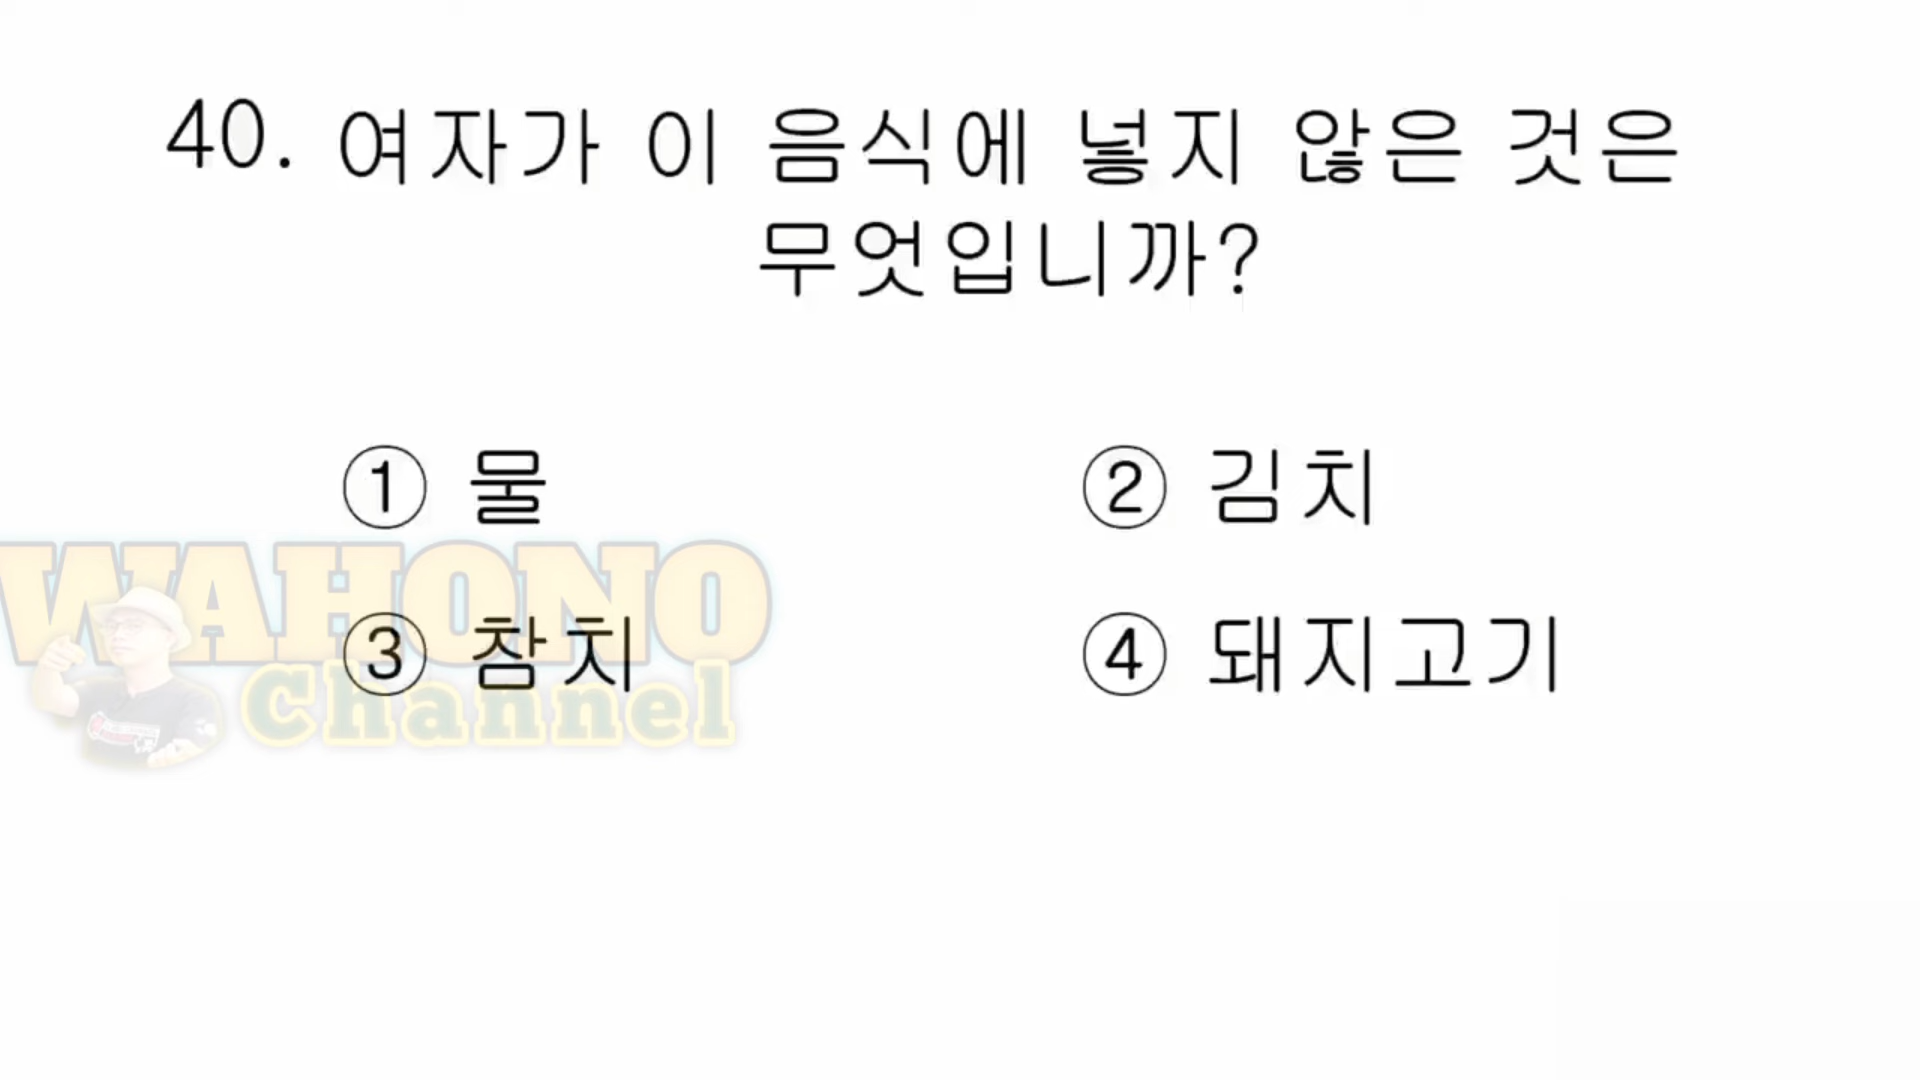 40. 여자가 이 음식에 넣지 않은 것은
무엇입니까?
① 물
② 김치
③ 참치
④ 돼지고기
WAHONO
Channel